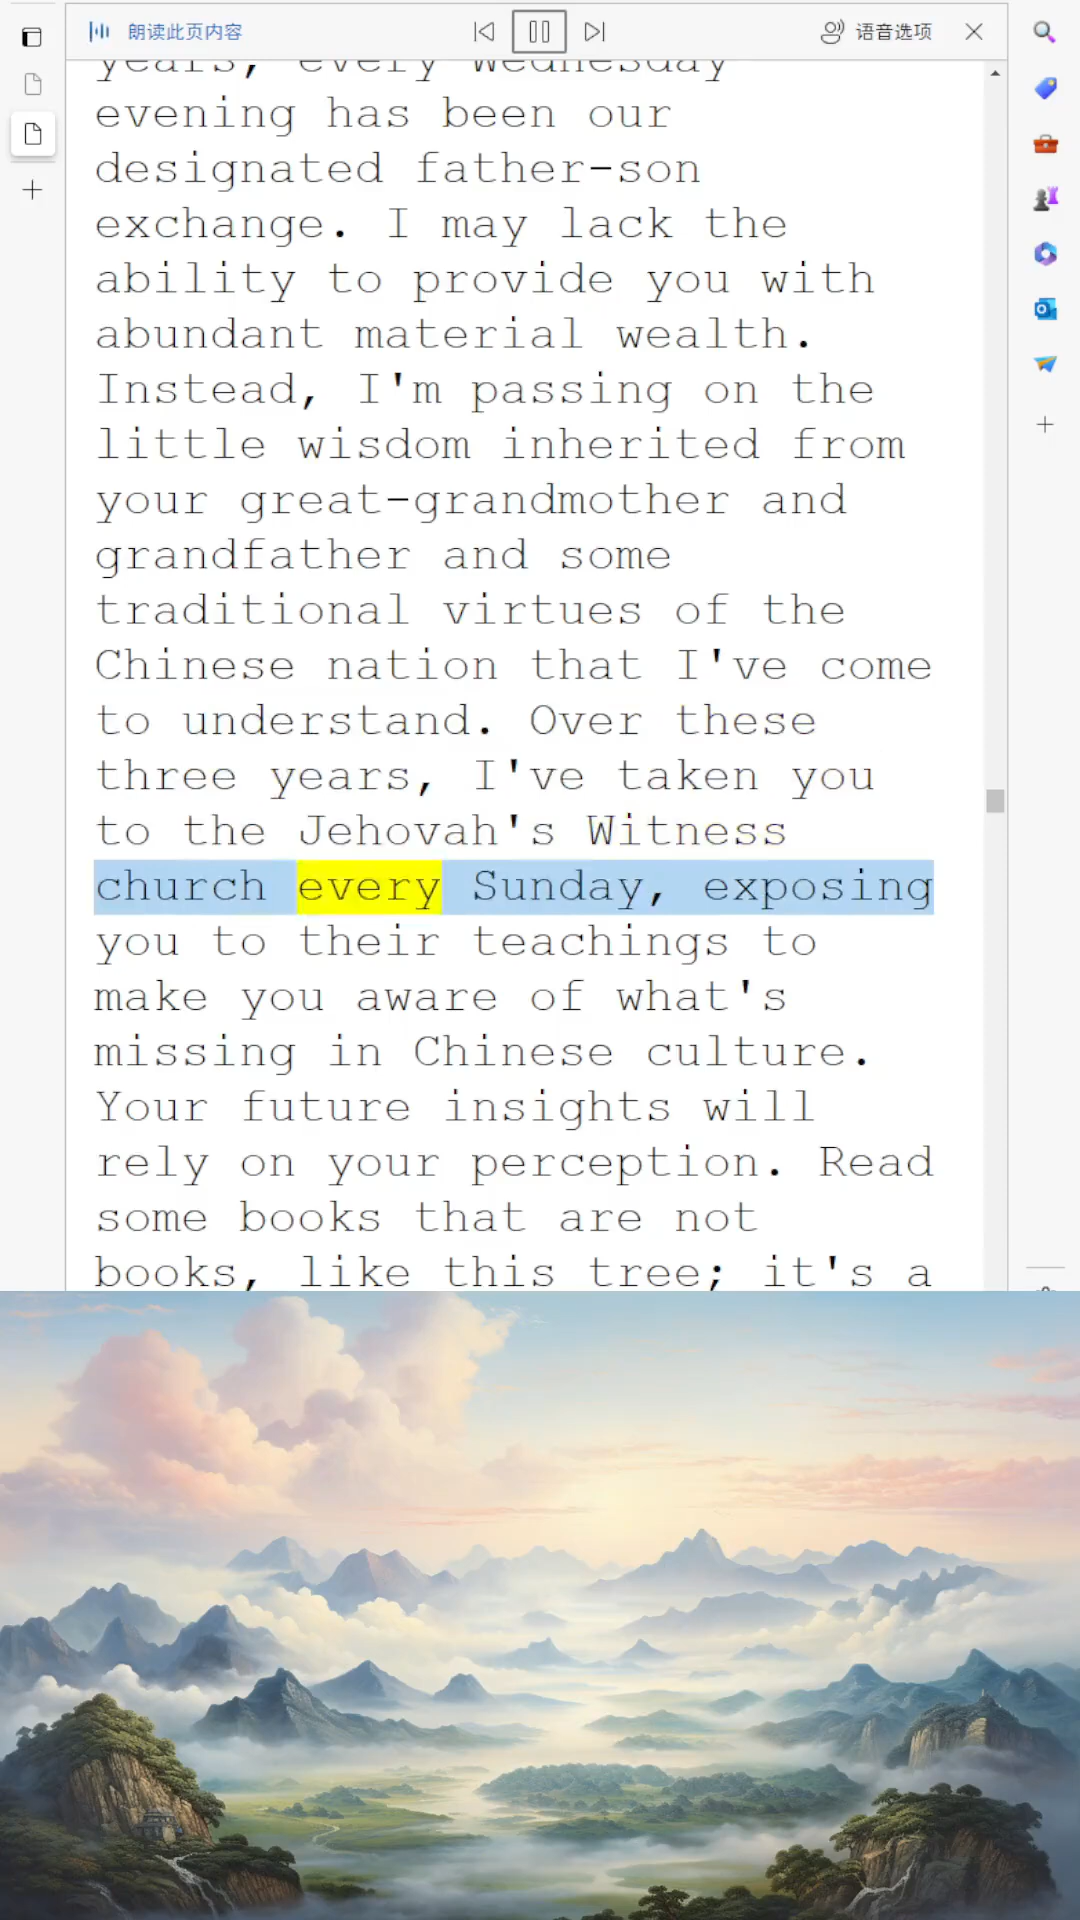 朗读此页内容
语音选项
years, every Wednesday
evening has been our
designated father-son
exchange. I may lack the
ability to provide you with
abundant material wealth.
Instead, I'm passing on the
little wisdom inherited from
your great-grandmother and
grandfather and some
traditional virtues of the
Chinese nation that I've come
to understand. Over these
three years, I've taken you
to the Jehovah's Witness
church every Sunday, exposing
you to their teachings to
make you aware of what's
missing in Chinese culture.
Your future insights will
rely on your perception. Read
some books that are not
books, like this tree; it's a